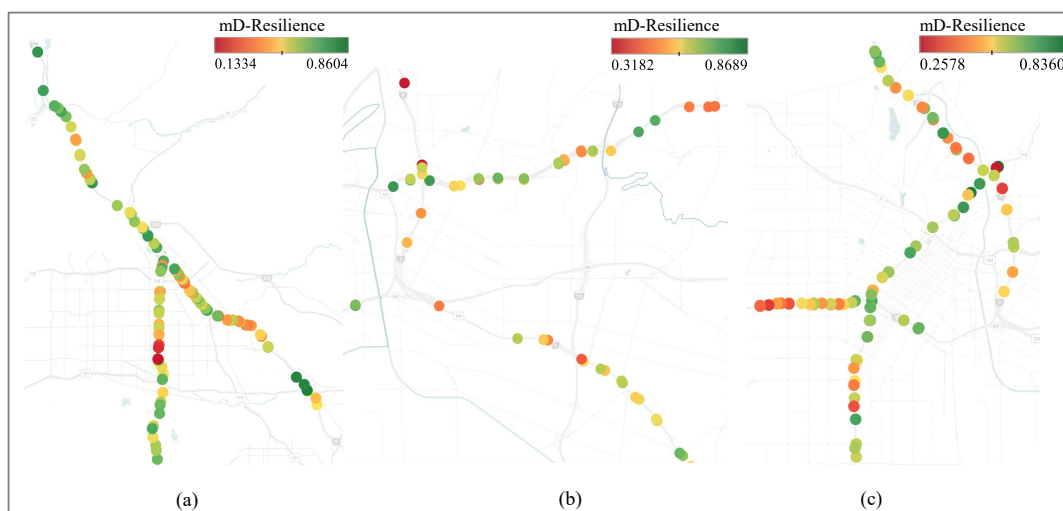 mD-Resilience
0.1334 0.8604
mD-Resilience
0.3182 0.8689
mD-Resilience
0.2578 0.8360
(a)
(b)
(c)